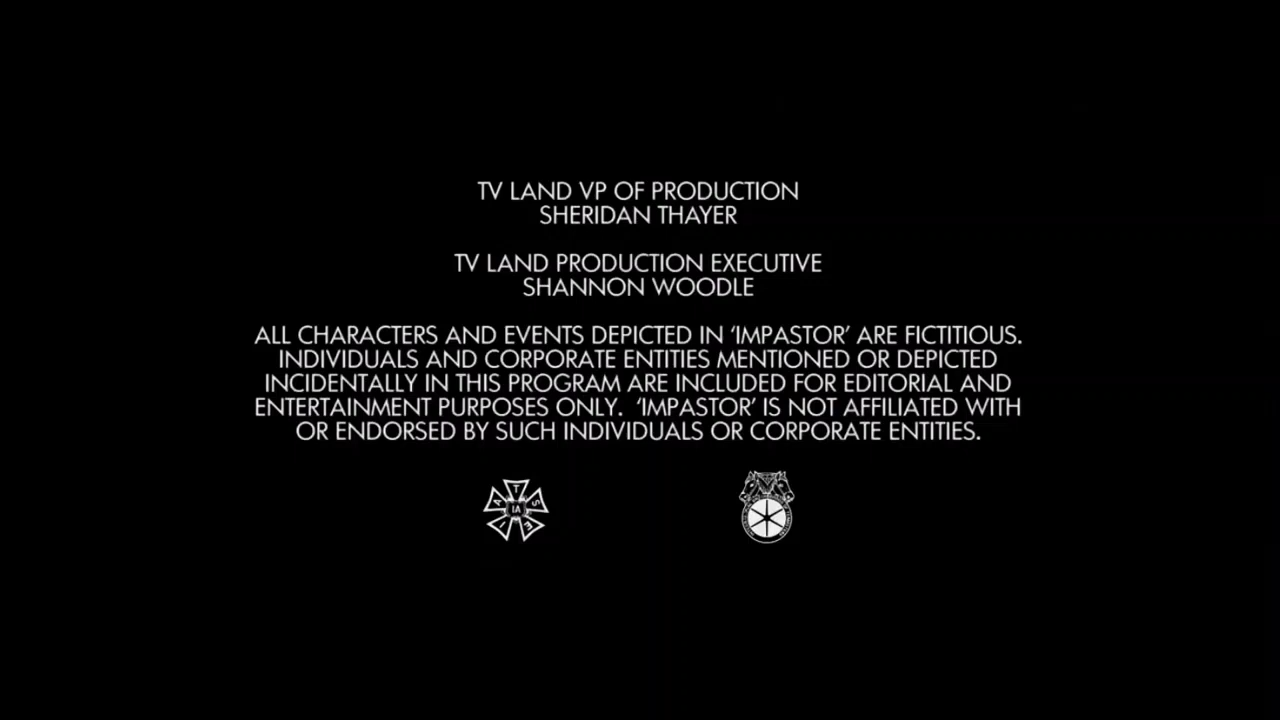 TV LAND VP OF PRODUCTION
SHERIDAN THAYER
TV LAND PRODUCTION EXECUTIVE
SHANNON WOODLE
ALL CHARACTERS AND EVENTS DEPICTED IN ‘IMPASTOR’ ARE FICTITIOUS.
INDIVIDUALS AND CORPORATE ENTITIES MENTIONED OR DEPICTED
INCIDENTALLY IN THIS PROGRAM ARE INCLUDED FOR EDITORIAL AND
ENTERTAINMENT PURPOSES ONLY.  ‘IMPASTOR’ IS NOT AFFILIATED WITH
OR ENDORSED BY SUCH INDIVIDUALS OR CORPORATE ENTITIES.
I A T S E
IA